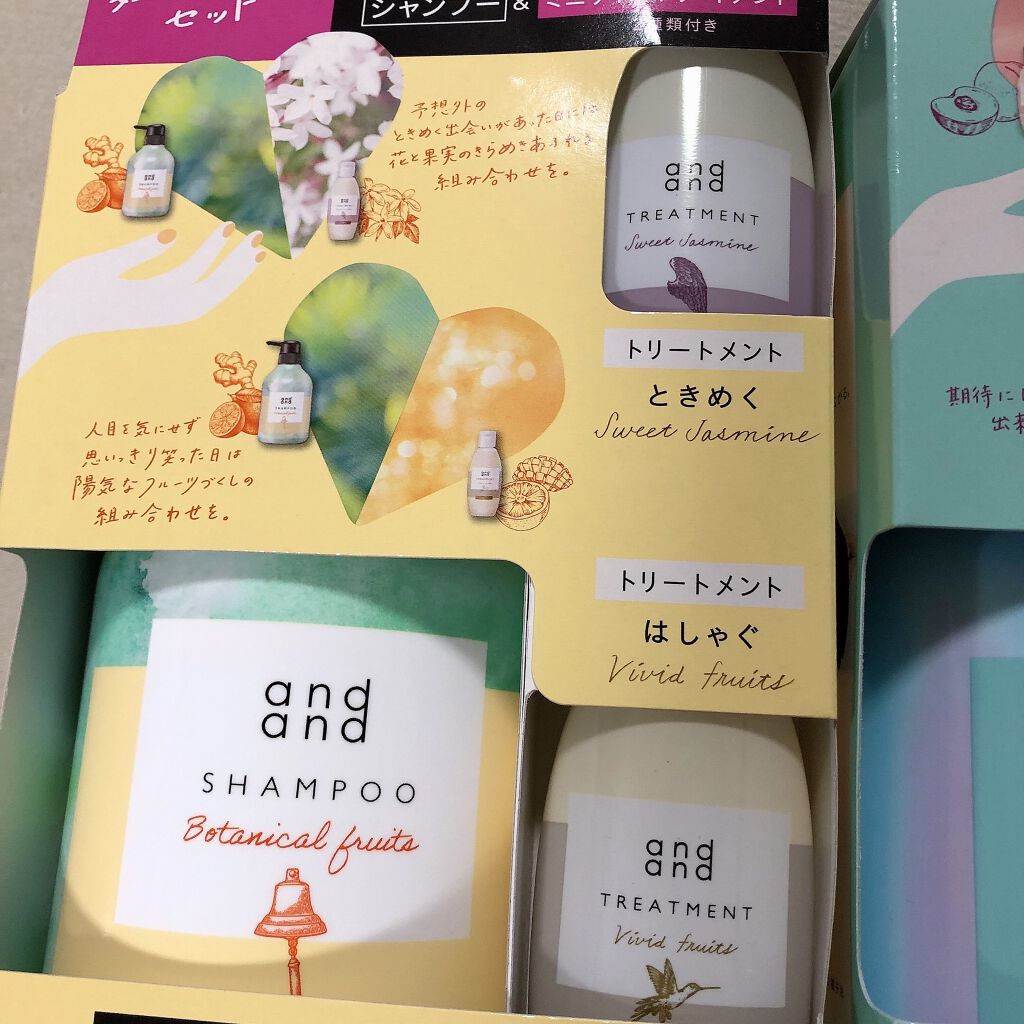 セット
シャンプー &
種類付き
予想外の
ときめく出会いがあった日には
花と果実のきらめきあふれる
組み合わせを。
and
and
TREATMENT
Sweet Jasmine
トリートメント
ときめく
Sweet Jasmine
and
and
SHAMPOO
人目を気にせず
思いっきり笑った日は
陽気なフルーツづくしの
組み合わせを。
期待に
トリートメント
はしゃぐ
Vivid fruits
and
and
SHAMPOO
Botanical fruits
and
and
TREATMENT
Vivid fruits